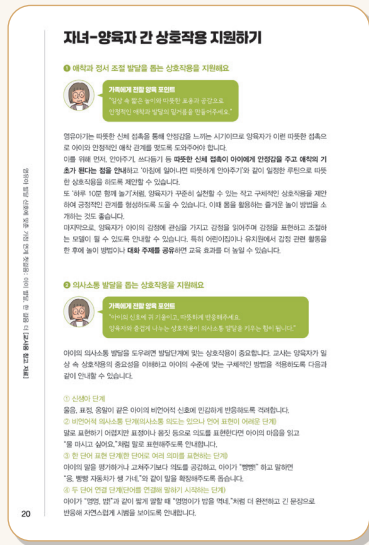 자녀-양육자 간 상호작용 지원하기
❶ 애착과 정서 조절 발달을 돕는 상호작용을 지원해요
가족에게 전할 양육 포인트
"일상 속 짧은 놀이와 따뜻한 호응과 공감으로
안정적인 애착과 발달의 밑거름을 만들어주세요."
영유아기는 따뜻한 신체 접촉을 통해 안정감을 느끼는 시기이므로 양육자가 이런 따뜻한 접촉으
로 아이와 안정적인 애착 관계를 맺도록 도와주어야 합니다.
이를 위해 먼저, 안아주기, 쓰다듬기 등 따뜻한 신체 접촉이 아이에게 안정감을 주고 애착의 기
초가 된다는 점을 안내하고 '아침에 일어나면 따뜻하게 안아주기'와 같이 일정한 루틴으로 따뜻
한 상호작용을 하도록 제안할 수 있습니다.
또 '하루 10분 함께 놀기'처럼, 양육자가 꾸준히 실천할 수 있는 작고 구체적인 상호작용을 제안
하여 긍정적인 관계를 형성하도록 도울 수 있습니다. 이때 몸을 활용하는 즐거운 놀이 방법을 소
개하는 것도 좋습니다.
마지막으로, 양육자가 아이의 감정에 관심을 가지고 감정을 읽어주며 감정을 표현하고 조절하
는 모델이 될 수 있도록 안내할 수 있습니다. 특히 어린이집이나 유치원에서 감정 관련 활동을
한 후에 놀이 방법이나 대화 주제를 공유하면 교육 효과를 더 높일 수 있습니다.
❷ 의사소통 발달을 돕는 상호작용을 지원해요
가족에게 전할 양육 포인트
"아이의 신호에 귀 기울이고, 따뜻하게 반응해주세요.
양육자와 즐겁게 나누는 상호작용이 의사소통 발달을 키우는 힘이 됩니다."
아이의 의사소통 발달을 도우려면 발달단계에 맞는 상호작용이 중요합니다. 교사는 양육자가 일
상 속 상호작용의 중요성을 이해하고 아이의 수준에 맞는 구체적인 방법을 적용하도록 다음과
같이 안내할 수 있습니다.
① 신생아 단계
울음, 표정, 옹알이 같은 아이의 비언어적 신호에 민감하게 반응하도록 격려합니다.
② 비언어적 의사소통 단계(의사소통 의도는 있으나 언어 표현이 어려운 단계)
말로 표현하기 어렵지만 표정이나 몸짓 등으로 의도를 표현한다면 아이의 마음을 읽고
"물 마시고 싶어요."처럼 말로 표현해주도록 안내합니다.
③ 한 단어 표현 단계(한 단어로 여러 의미를 표현하는 단계)
아이의 말을 평가하거나 고쳐주기보다 의도를 공감하고, 아이가 "빵빵!" 하고 말하면
"응, 빵빵 자동차가 쌩 가네."와 같이 말을 확장해주도록 돕습니다.
④ 두 단어 연결 단계(단어를 연결해 말하기 시작하는 단계)
아이가 "멍멍, 밥!"과 같이 짧게 말할 때 "멍멍이가 밥을 먹네."처럼 더 완전하고 긴 문장으로
반응해 자연스럽게 시범을 보이도록 안내합니다.
20